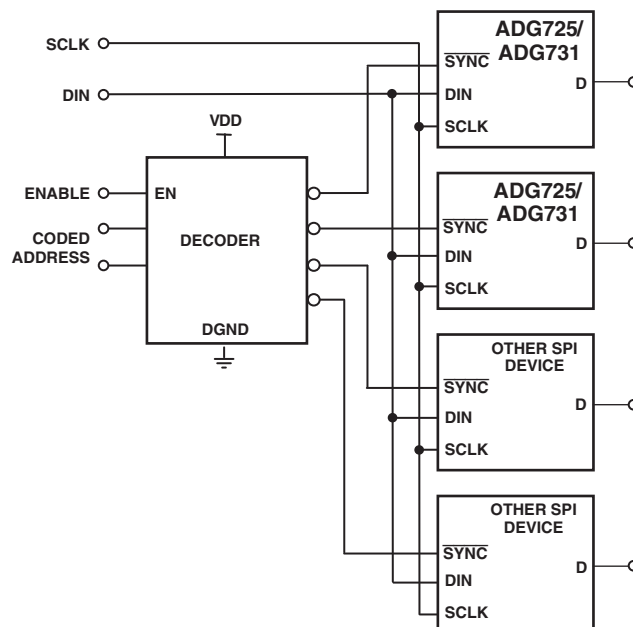 SCLK
DIN
VDD
ENABLE
EN
CODED
ADDRESS
DECODER
DGND
ADG725/
ADG731
SYNC
DIN
SCLK
D
ADG725/
ADG731
SYNC
DIN
SCLK
D
OTHER SPI
DEVICE
SYNC
DIN
SCLK
D
OTHER SPI
DEVICE
SYNC
DIN
SCLK
D